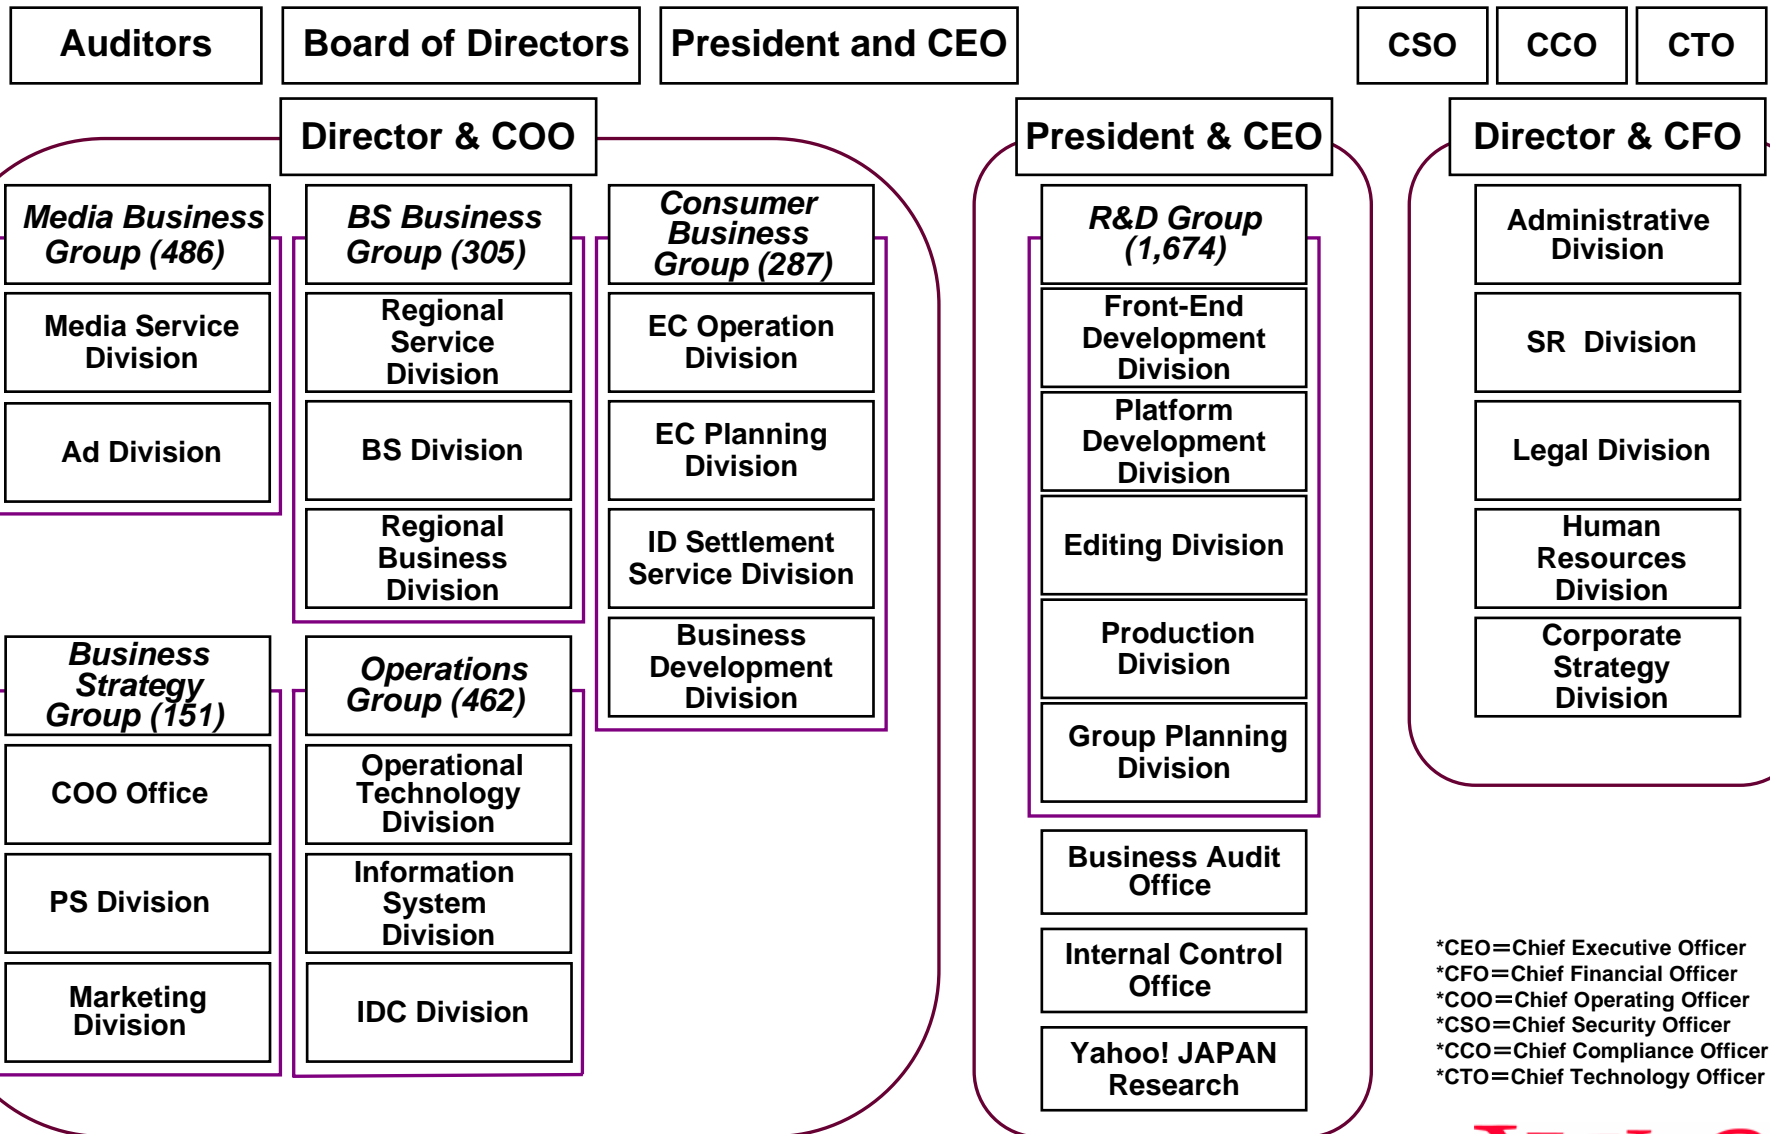 Auditors
Board of Directors
President and CEO
CSO
CCO
CTO
Director & COO
Media Business
Group (486)
Media Service
Division
Ad Division
BS Business
Group (305)
Regional
Service
Division
BS Division
Regional
Business
Division
Consumer
Business
Group (287)
EC Operation
Division
EC Planning
Division
ID Settlement
Service Division
Business
Development
Division
Business
Strategy
Group (151)
COO Office
PS Division
Marketing
Division
Operations
Group (462)
Operational
Technology
Division
Information
System
Division
IDC Division
President & CEO
R&D Group
(1,674)
Front-End
Development
Division
Platform
Development
Division
Editing Division
Production
Division
Group Planning
Division
Business Audit
Office
Internal Control
Office
Yahoo! JAPAN
Research
Director & CFO
Administrative
Division
SR Division
Legal Division
Human
Resources
Division
Corporate
Strategy
Division
*CEO＝Chief Executive Officer
*CFO＝Chief Financial Officer
*COO＝Chief Operating Officer
*CSO＝Chief Security Officer
*CCO＝Chief Compliance Officer
*CTO＝Chief Technology Officer